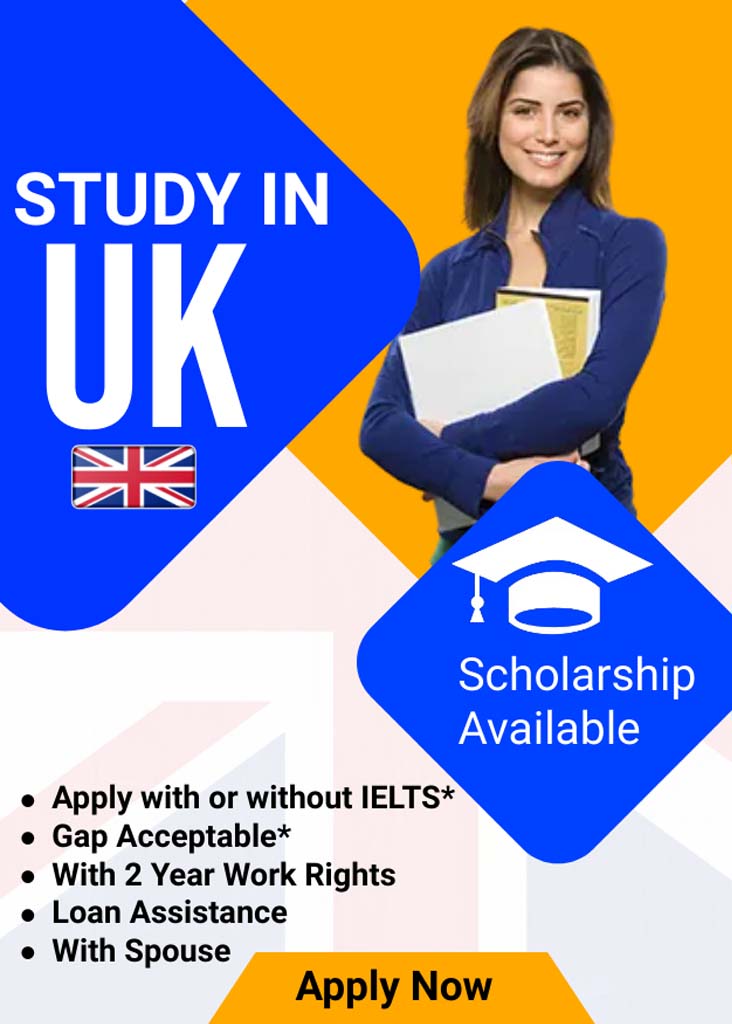 STUDY IN
UK
Scholarship
Available
• Apply with or without IELTS*
• Gap Acceptable*
• With 2 Year Work Rights
• Loan Assistance
• With Spouse
Apply Now